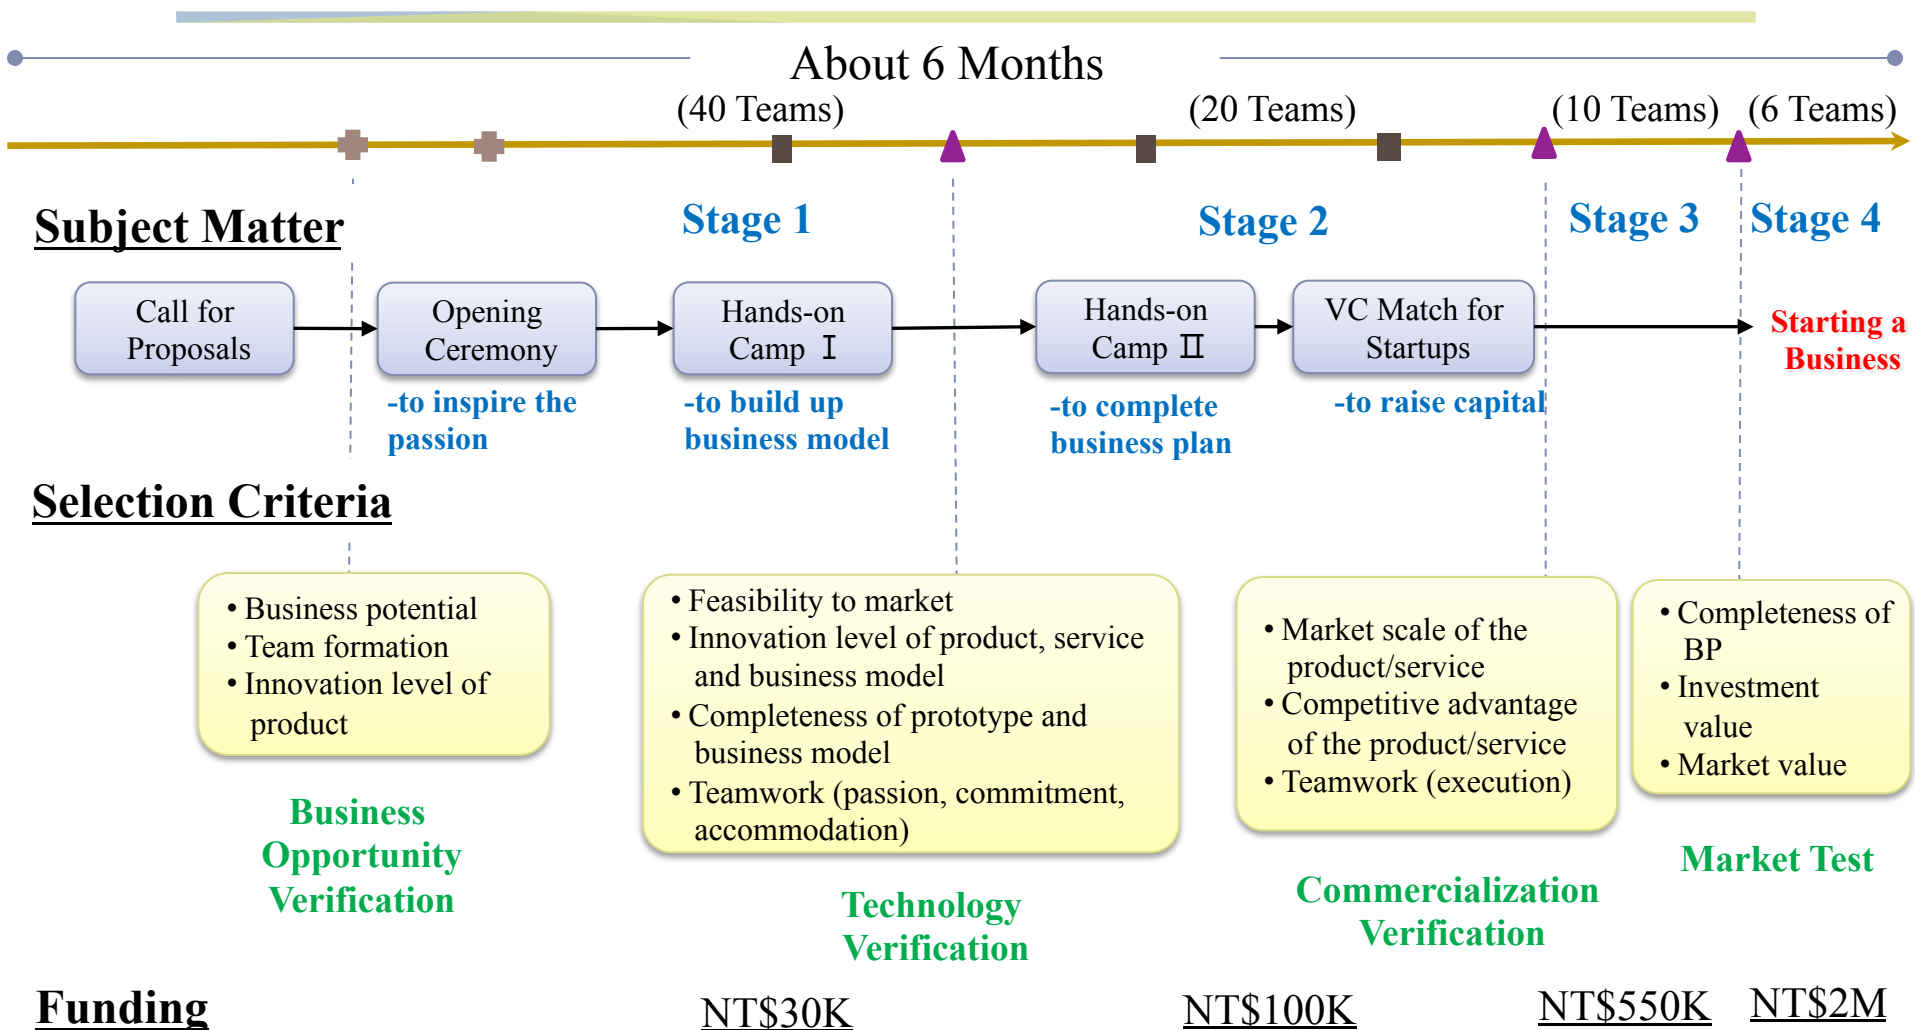 About 6 Months
(40 Teams)
(20 Teams)
(10 Teams)
(6 Teams)
Subject Matter
Stage 1
Stage 2
Stage 3
Stage 4
Call for
Proposals
Opening
Ceremony
Hands-on
Camp Ⅰ
Hands-on
Camp Ⅱ
VC Match for
Startups
Starting a
Business
-to inspire the
passion
-to build up
business model
-to complete
business plan
-to raise capital
Selection Criteria
• Business potential
• Team formation
• Innovation level of
product
• Feasibility to market
• Innovation level of product, service
and business model
• Completeness of prototype and
business model
• Teamwork (passion, commitment,
accommodation)
• Market scale of the
product/service
• Competitive advantage
of the product/service
• Teamwork (execution)
• Completeness of
BP
• Investment
value
• Market value
Business
Opportunity
Verification
Technology
Verification
Commercialization
Verification
Market Test
Funding
NT$30K
NT$100K
NT$550K
NT$2M